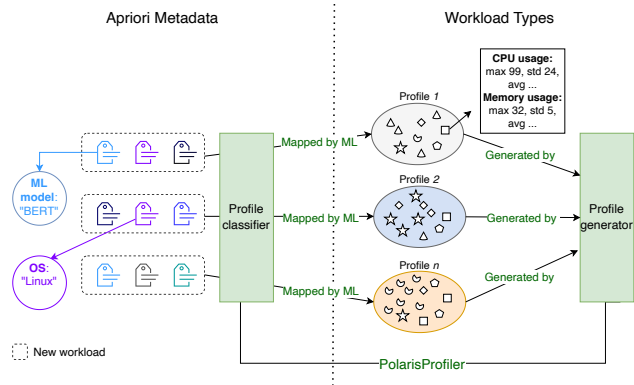 Apriori Metadata
Workload Types
CPU usage:
max 99, std 24,
avg ...
Memory usage:
max 32, std 5,
avg ...
Profile 1
Mapped by ML
Generated by
ML
model:
"BERT"
Profile
classifier
Profile 2
Mapped by ML
Generated by
Profile
generator
OS:
"Linux"
Profile n
Mapped by ML
Generated by
New workload
PolarisProfiler